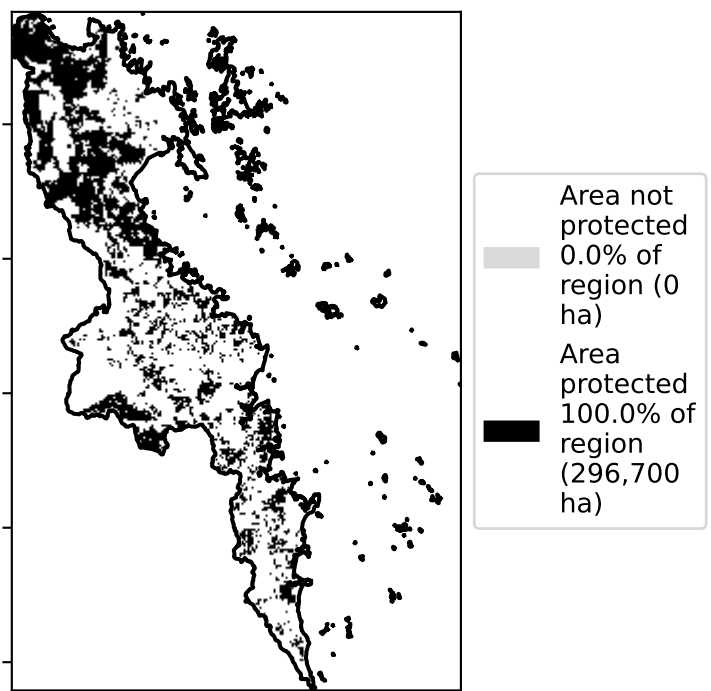 Area not
protected
0.0% of
region (0
ha)
Area
protected
100.0% of
region
(296,700
ha)